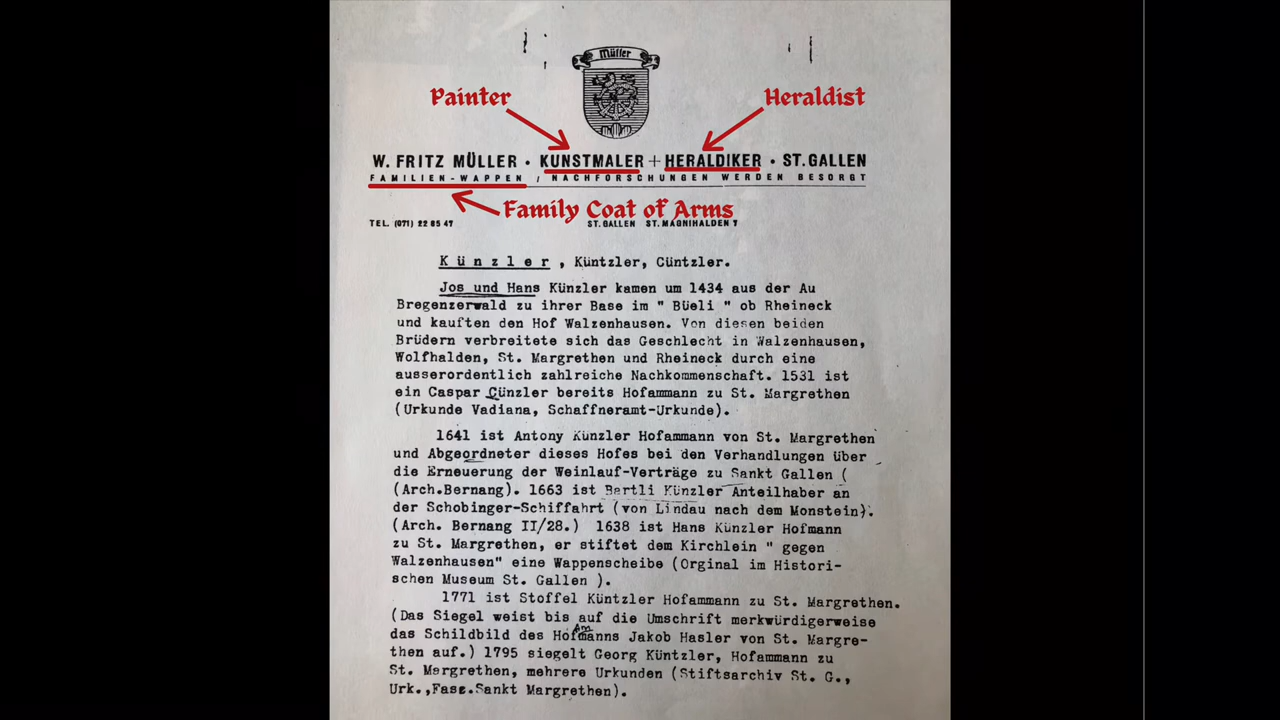 Müller
Painter
Heraldist
W. FRITZ MÜLLER • KUNSTMALER + HERALDIKER • ST. GALLEN
FAMILIEN-WAPPEN / NACHFORSCHUNGEN WERDEN BESORGT
Family Coat of Arms
TEL. (071) 22 85 47 ST. GALLEN ST. MAGNIHALDEN 7
Künzler, Küntzler, Cüntzler.
Jos und Hans Künzler kamen um 1434 aus der Au
Bregenzerwald zu ihrer Base im " Büeli " ob Rheineck
und kauften den Hof Walzenhausen. Von diesen beiden
Brüdern verbreitete sich das Geschlecht in Walzenhausen,
Wolfhalden, St. Margrethen und Rheineck durch eine
ausserordentlich zahlreiche Nachkommenschaft. 1531 ist
ein Caspar Cünzler bereits Hofammann zu St. Margrethen
(Urkunde Vadiana, Schaffneramt-Urkunde).
1641 ist Antony Künzler Hofammann von St. Margrethen
und Abgeordneter dieses Hofes bei den Verhandlungen über
die Erneuerung der Weinlauf-Verträge zu Sankt Gallen (
(Arch.Bernang). 1663 ist Bartli Künzler Anteilhaber an
der Schobinger-Schiffahrt (von Lindau nach dem Monstein).
(Arch. Bernang II/28.) 1638 ist Hans Künzler Hofmann
zu St. Margrethen, er stiftet dem Kirchlein " gegen
Walzenhausen" eine Wappenscheibe (Orginal im Histori-
schen Museum St. Gallen ).
1771 ist Stoffel Küntzler Hofammann zu St. Margrethen.
(Das Siegel weist bis auf die Umschrift merkwürdigerweise
das Schildbild des Hofammanns Jakob Hasler von St. Margre-
then auf.) 1795 siegelt Georg Küntzler, Hofammann zu
St. Margrethen, mehrere Urkunden (Stiftsarchiv St. G.,
Urk.,Fasz.Sankt Margrethen).